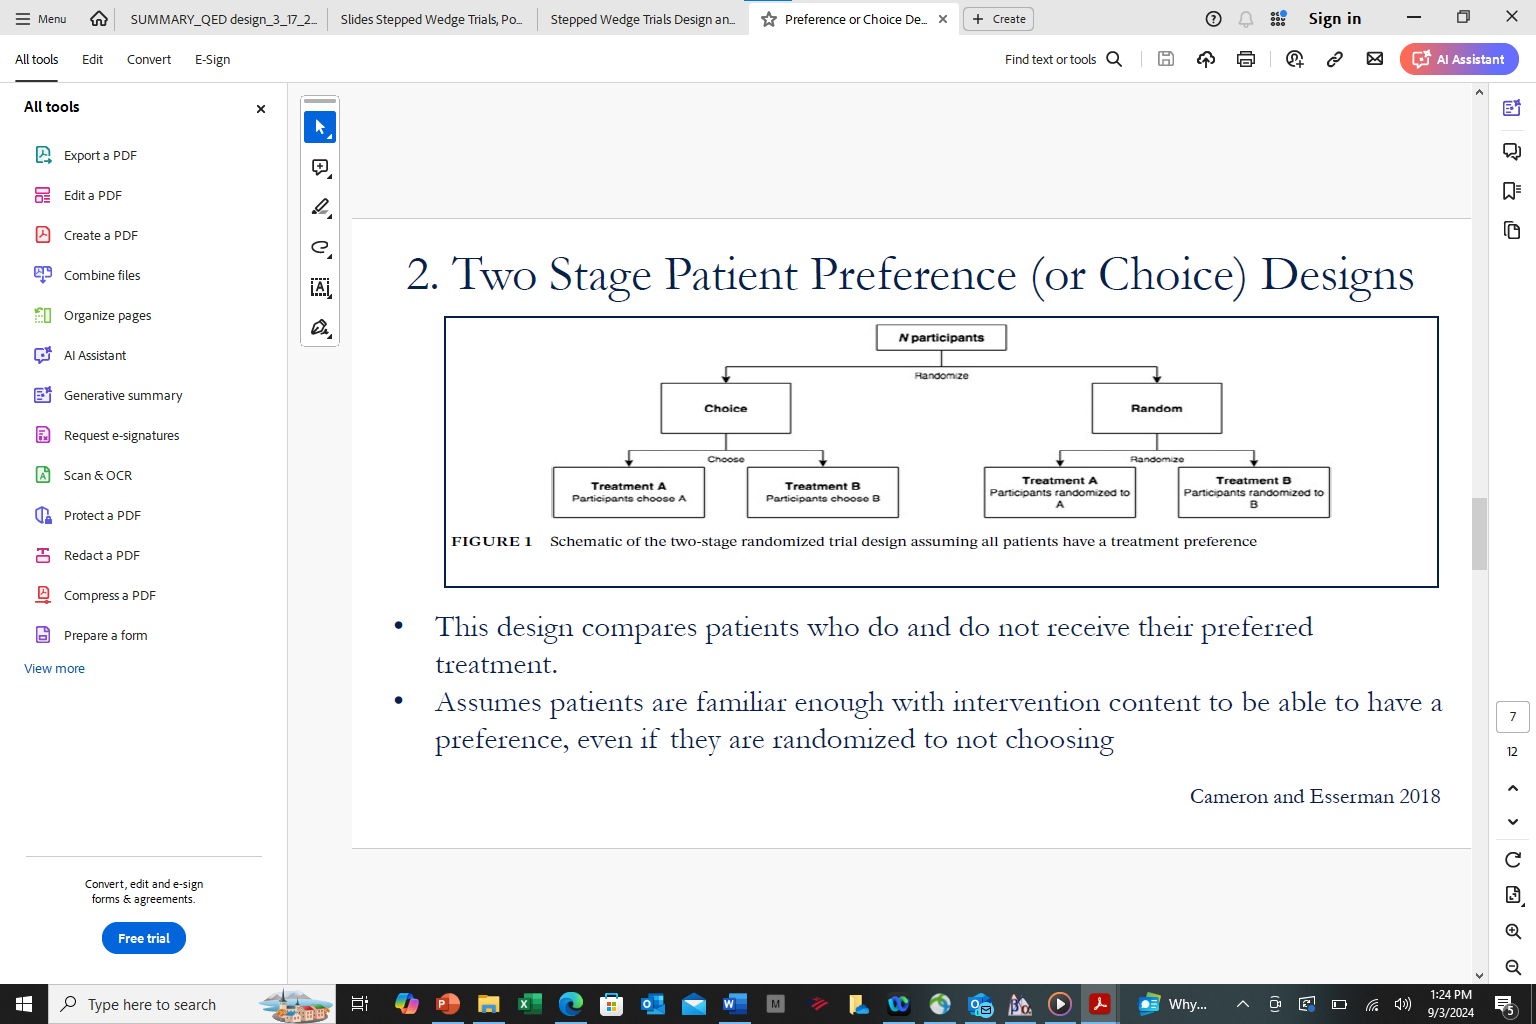 Menu
SUMMARY_QED design_3_17_2...
Slides Stepped Wedge Trials, Po...
Stepped Wedge Trials Design an...
Preference or Choice De...
Create
Sign in
All tools
Edit
Convert
E-Sign
Find text or tools
AI Assistant
All tools
Export a PDF
Edit a PDF
Create a PDF
Combine files
Organize pages
AI Assistant
Generative summary
Request e-signatures
Scan & OCR
Protect a PDF
Redact a PDF
Compress a PDF
Prepare a form
View more
Convert, edit and e-sign
forms & agreements.
Free trial
2. Two Stage Patient Preference (or Choice) Designs
N participants
Randomize
Choice
Random
Choose
Randomize
Treatment A
Participants choose A
Treatment B
Participants choose B
Treatment A
Participants randomized to
A
Treatment B
Participants randomized to
B
FIGURE 1 Schematic of the two-stage randomized trial design assuming all patients have a treatment preference
• This design compares patients who do and do not receive their preferred
treatment.
• Assumes patients are familiar enough with intervention content to be able to have a
preference, even if they are randomized to not choosing
Cameron and Esserman 2018
7
12
Type here to search
Why...
1:24 PM
9/3/2024
5